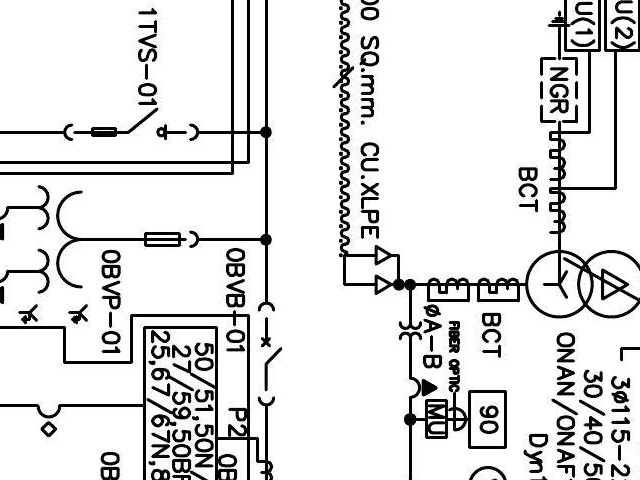 1TVS-01
00 SQ.mm. CU.XLPE
U(1)
U(2)
NGR
BCT
0BVP-01
0BVB-01
ØA-B
FIBER OPTIC
BCT
MU
90
3Ø115-2
30/40/5
ONAN/ONAF
Dyn1
50/51,50N/
27/59,50BF
25,67/67N,8
P2
0B
0B